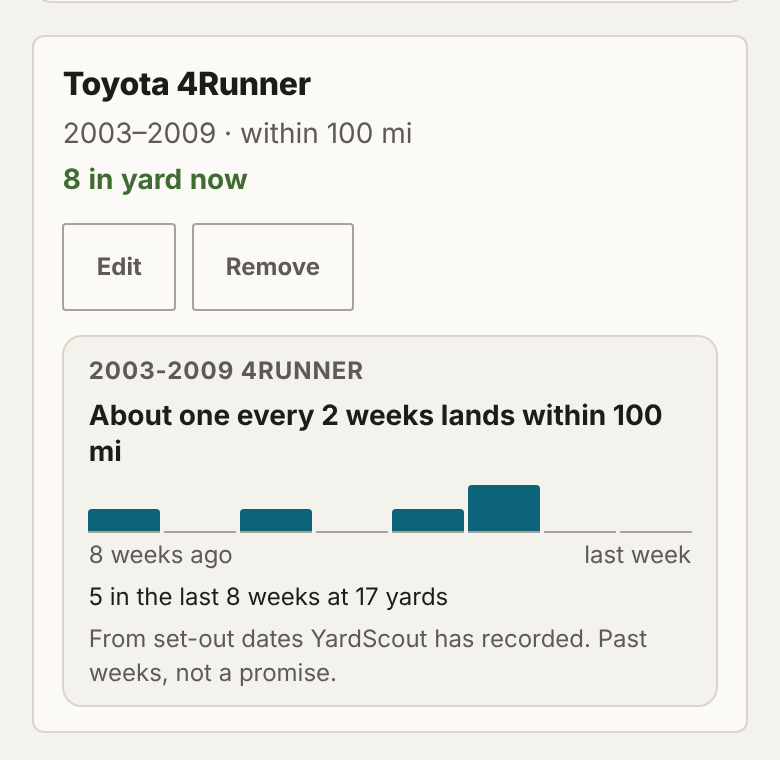 Toyota 4Runner
2003–2009 · within 100 mi
8 in yard now
Edit
Remove
2003-2009 4RUNNER
About one every 2 weeks lands within 100
mi
8 weeks ago
last week
5 in the last 8 weeks at 17 yards
From set-out dates YardScout has recorded. Past
weeks, not a promise.